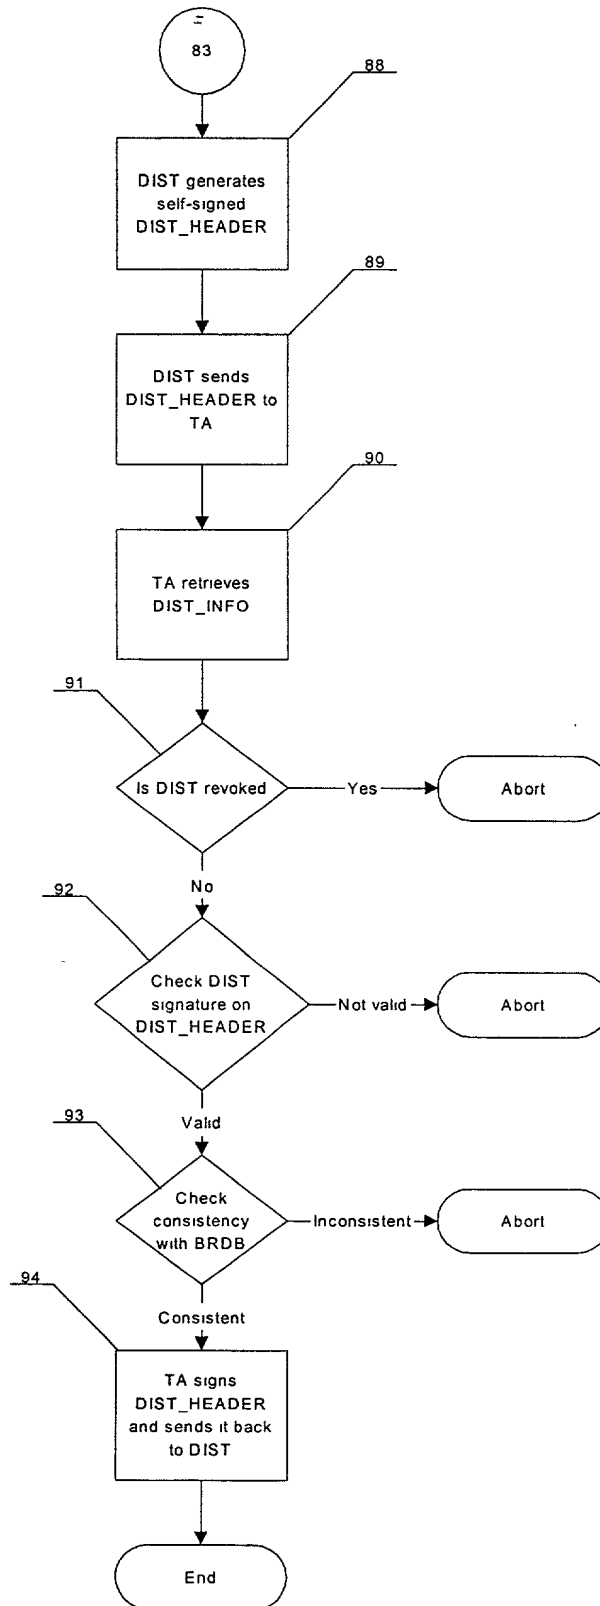 83
88
DIST generates
self-signed
DIST_HEADER
89
DIST sends
DIST_HEADER to
TA
90
TA retrieves
DIST_INFO
91
Is DIST revoked
Yes
Abort
No
92
Check DIST
signature on
DIST_HEADER
Not valid
Abort
Valid
93
Check
consistency
with BRDB
Inconsistent
Abort
Consistent
94
TA signs
DIST_HEADER
and sends it back
to DIST
End